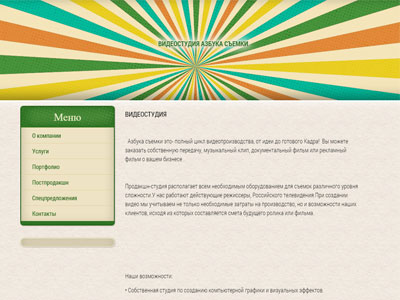 ВИДЕОСТУДИЯ АЗБУКА СЪЕМКИ
Меню
О компании
Услуги
Портфолио
Постпродакшн
Спецпредложения
Контакты
ВИДЕОСТУДИЯ
Азбука съемки это- полный цикл видеопроизводства, от идеи до готового Кадра! Вы можете
заказать собственную передачу, музыкальный клип, документальный фильм или рекламный
фильм о вашем бизнесе.
Продакшн-студия располагает всем необходимым оборудованием для съемок различного уровня
сложности.У нас работают действующие режиссеры, Российского телевидения.При создании
видео мы учитываем не только необходимые затраты на производство, но и возможности наших
клиентов, исходя из которых составляется смета будущего ролика или фильма.
Наши возможности:
• Собственная студия по созданию компьютерной графики и визуальных эффектов.